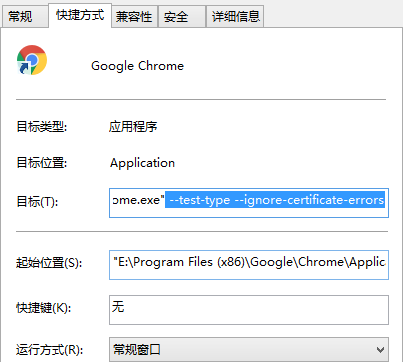 常规 快捷方式 兼容性 安全 详细信息
Google Chrome
目标类型: 应用程序
目标位置: Application
目标(T): ome.exe" --test-type --ignore-certificate-errors
起始位置(S): "E:\Program Files (x86)\Google\Chrome\Applic
快捷键(K): 无
运行方式(R): 常规窗口